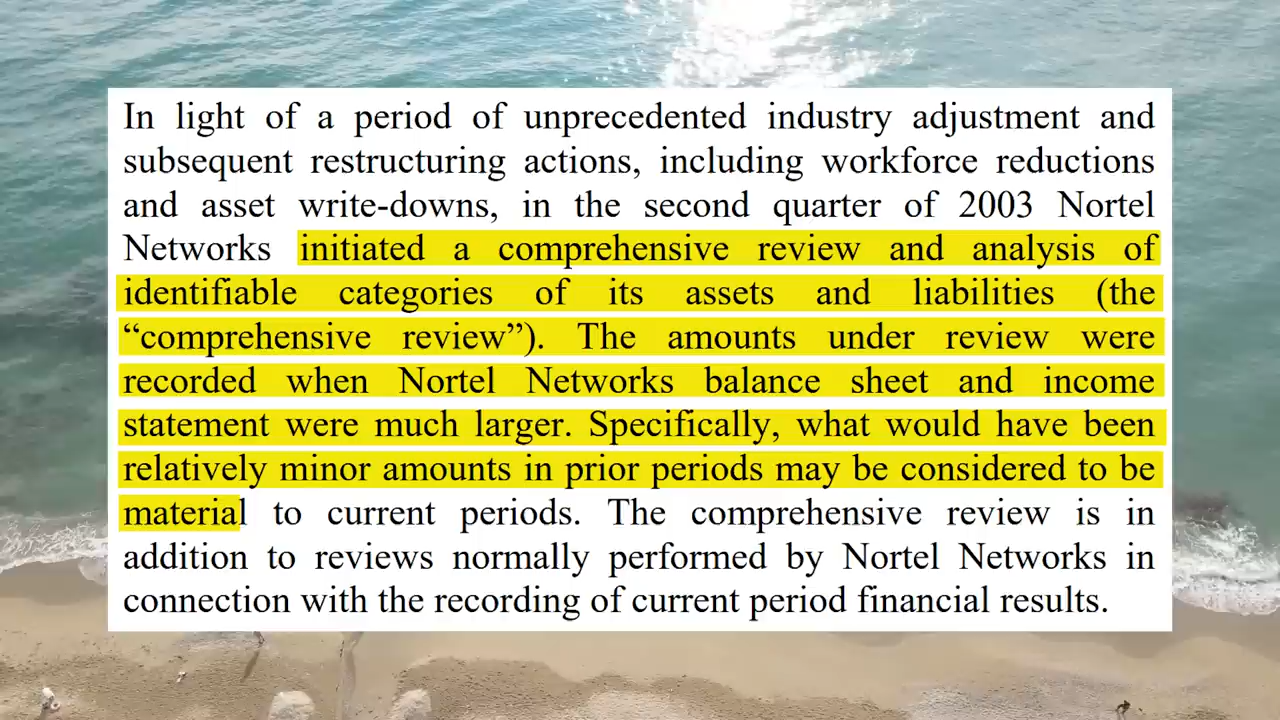 In light of a period of unprecedented industry adjustment and
subsequent restructuring actions, including workforce reductions
and asset write-downs, in the second quarter of 2003 Nortel
Networks initiated a comprehensive review and analysis of
identifiable categories of its assets and liabilities (the
“comprehensive review”). The amounts under review were
recorded when Nortel Networks balance sheet and income
statement were much larger. Specifically, what would have been
relatively minor amounts in prior periods may be considered to be
material to current periods. The comprehensive review is in
addition to reviews normally performed by Nortel Networks in
connection with the recording of current period financial results.